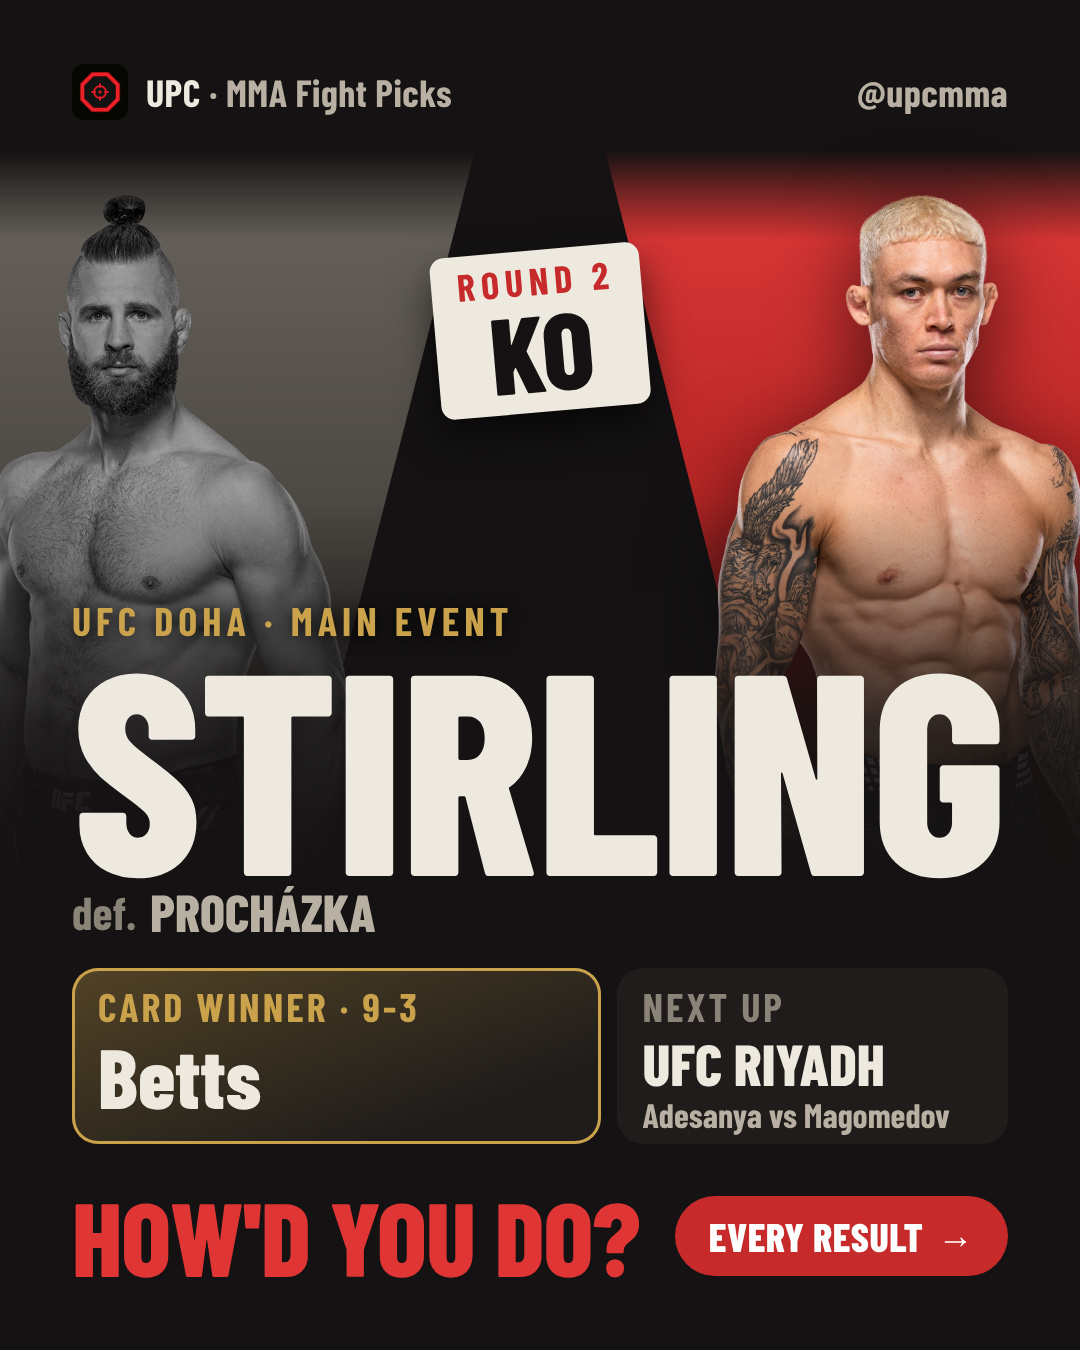 UPC · MMA Fight Picks
@upcmma
ROUND 2
KO
UFC DOHA · MAIN EVENT
STIRLING
def. PROCHÁZKA
CARD WINNER · 9-3
Betts
NEXT UP
UFC RIYADH
Adesanya vs Magomedov
HOW'D YOU DO?
EVERY RESULT →
UFC